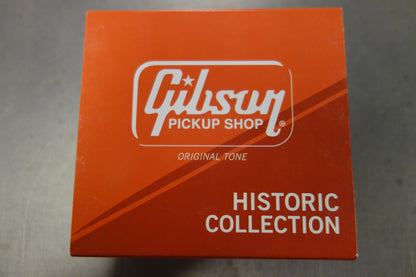 Gibson
PICKUP SHOP®
ORIGINAL TONE
HISTORIC
COLLECTION